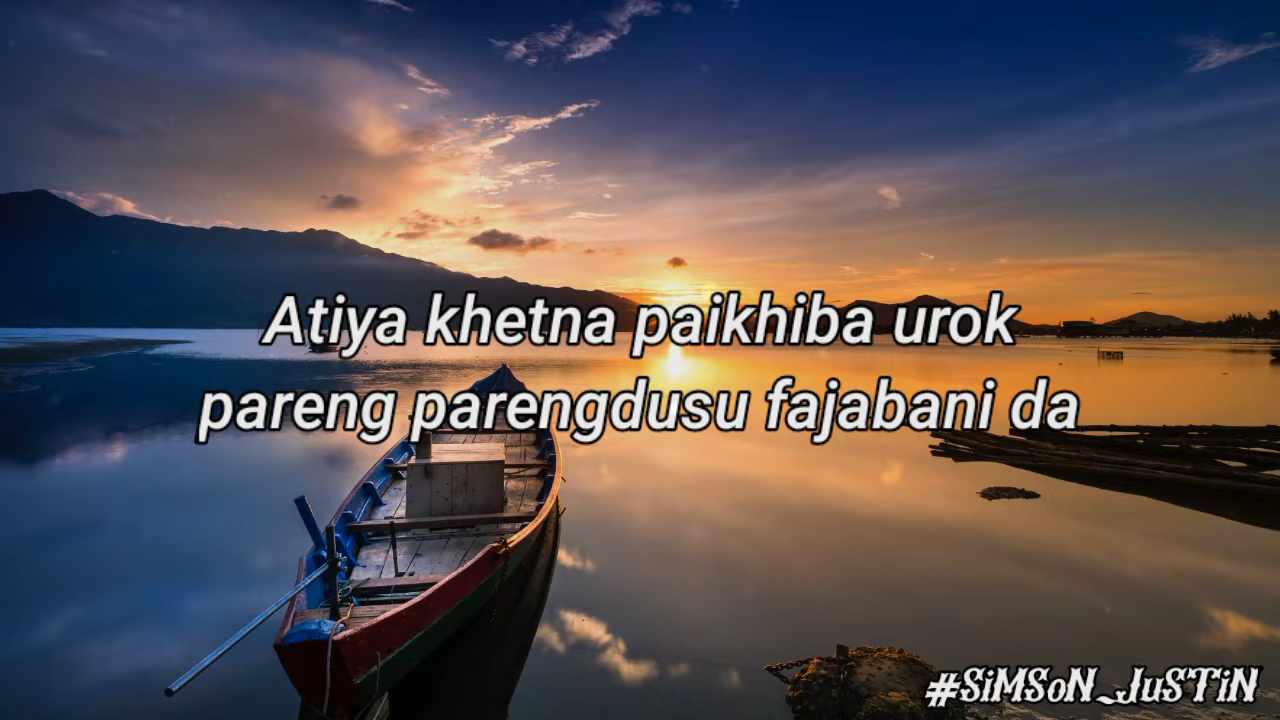 Atiya khetna paikhiba urok
pareng parengdusu fajabani da
#SiMSoN_JuSTiN